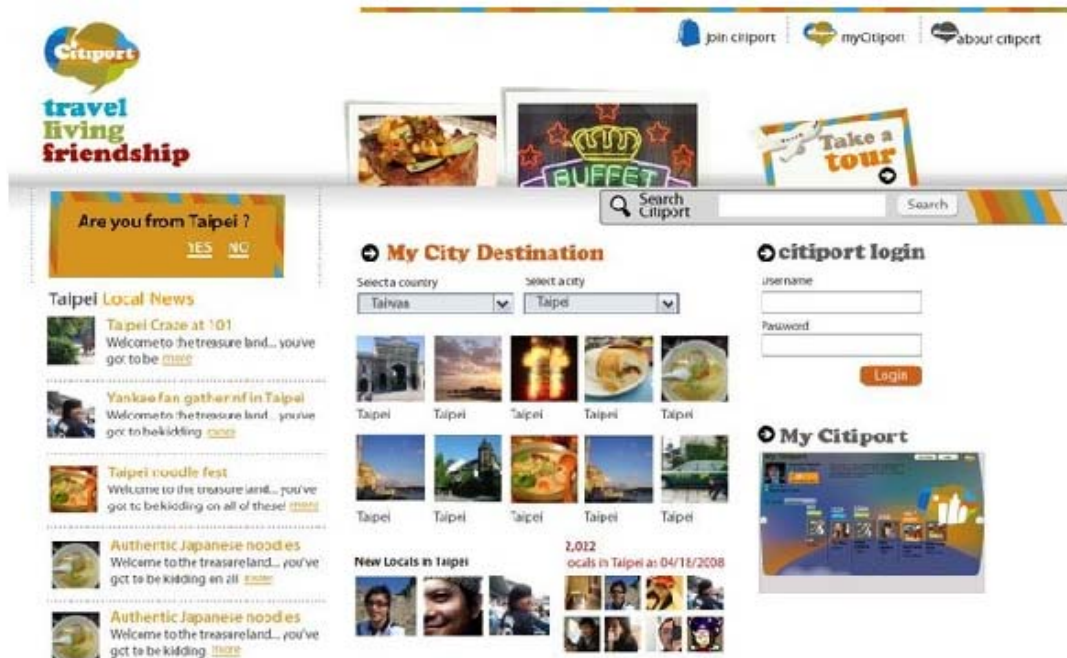 Citiport
travel
living
friendship
join citiport
myCitiport
about citiport
BUFFET
Take a
tour
Search
Citiport
Search
Are you from Taipei ?
YES NO
Taipei Local News
Taipei Craze at 101
Welcome to the treasure land... you've
got to be more
Yankee fan gather nf in Taipei
Welcome to the treasure land... you've
got to be kidding more
Taipei noodle fest
Welcome to the treasure land... you've
got to be kidding on all of these! more
Authentic Japanese noodles
Welcome to the treasure land... you've
got to be kidding on all more
Authentic Japanese noodles
Welcome to the treasure land... you've
got to be kidding more
My City Destination
Select a country
Select a city
Taiwan
Taipei
Taipei Taipei Taipei Taipei Taipei
Taipei Taipei Taipei Taipei Taipei
New Locals in Taipei
2,022
ocals in Taipei as 04/18/2008
citiport login
Username
Password
Login
My Citiport